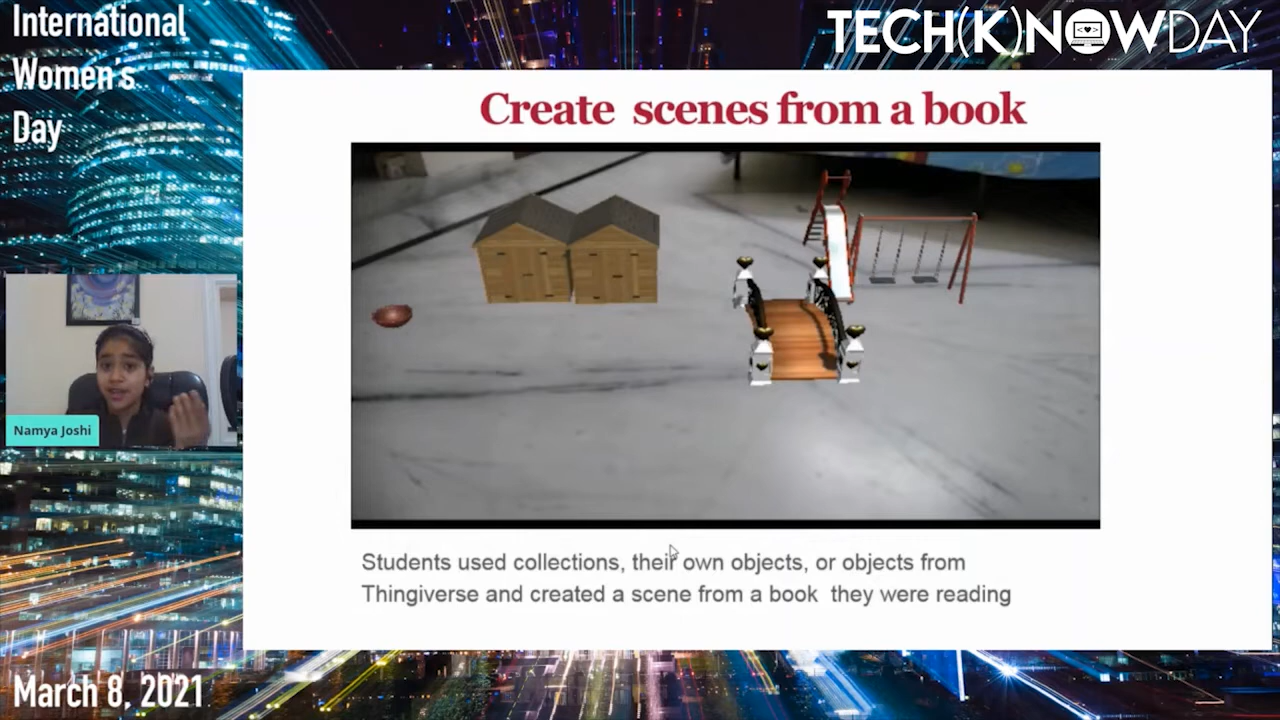 International
Women's
Day
TECH(K)NOWDAY
Create scenes from a book
Namya Joshi
Students used collections, their own objects, or objects from
Thingiverse and created a scene from a book they were reading
March 8, 2021